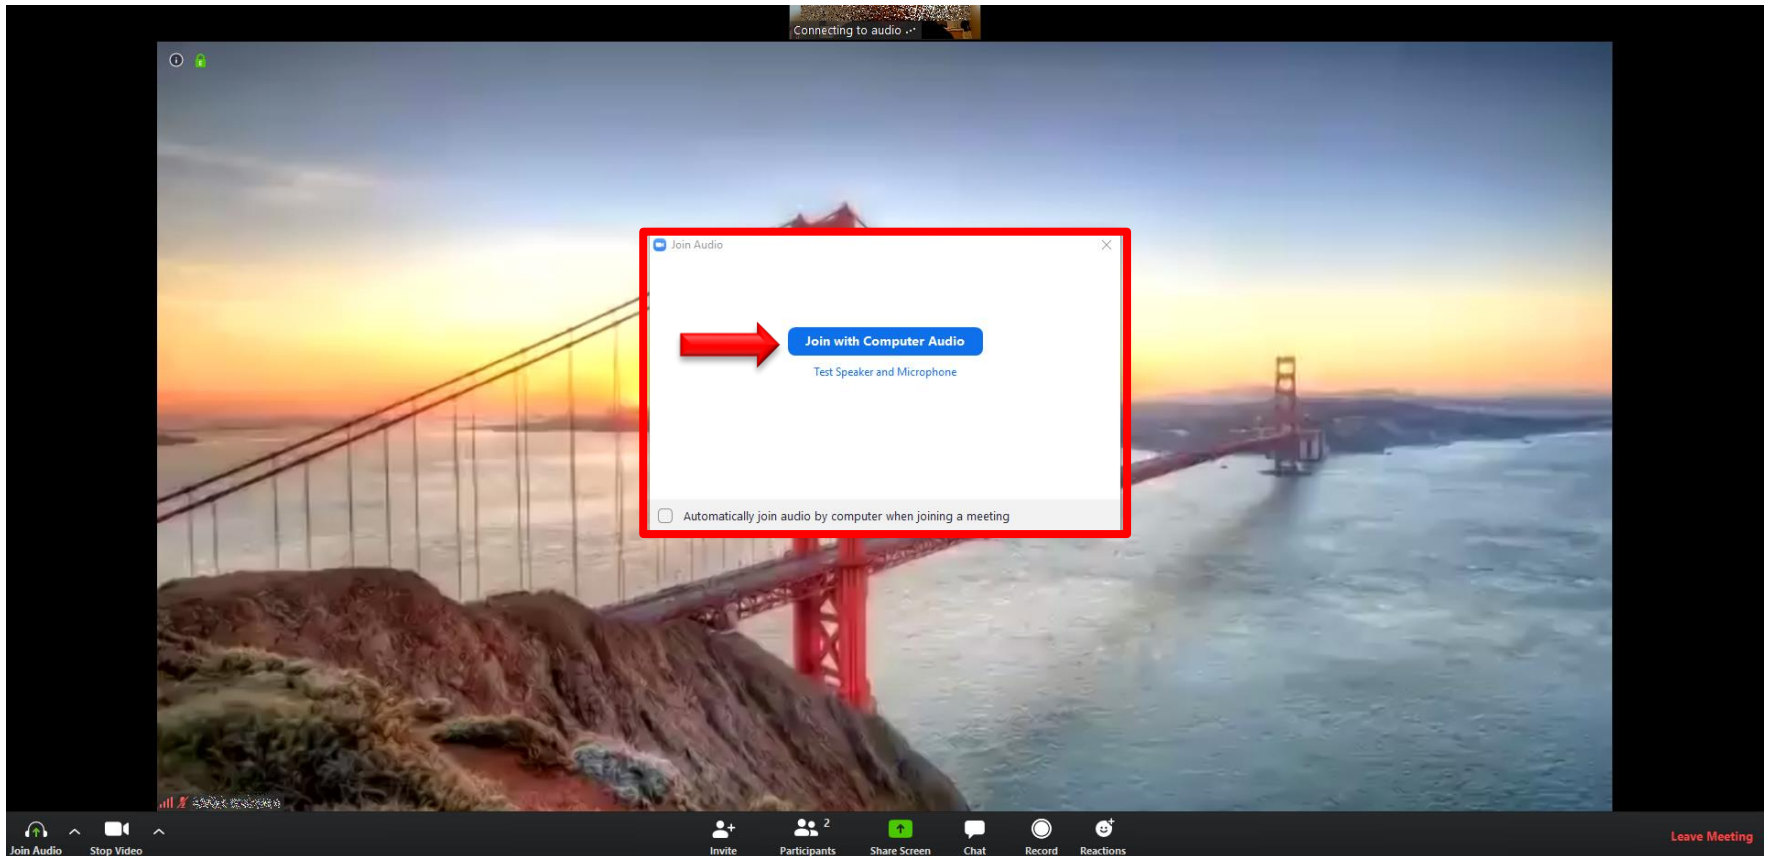 Connecting to audio
Join Audio
Join with Computer Audio
Test Speaker and Microphone
Automatically join audio by computer when joining a meeting
2
Join Audio
Stop Video
Invite
Participants
Share Screen
Chat
Record
Reactions
Leave Meeting